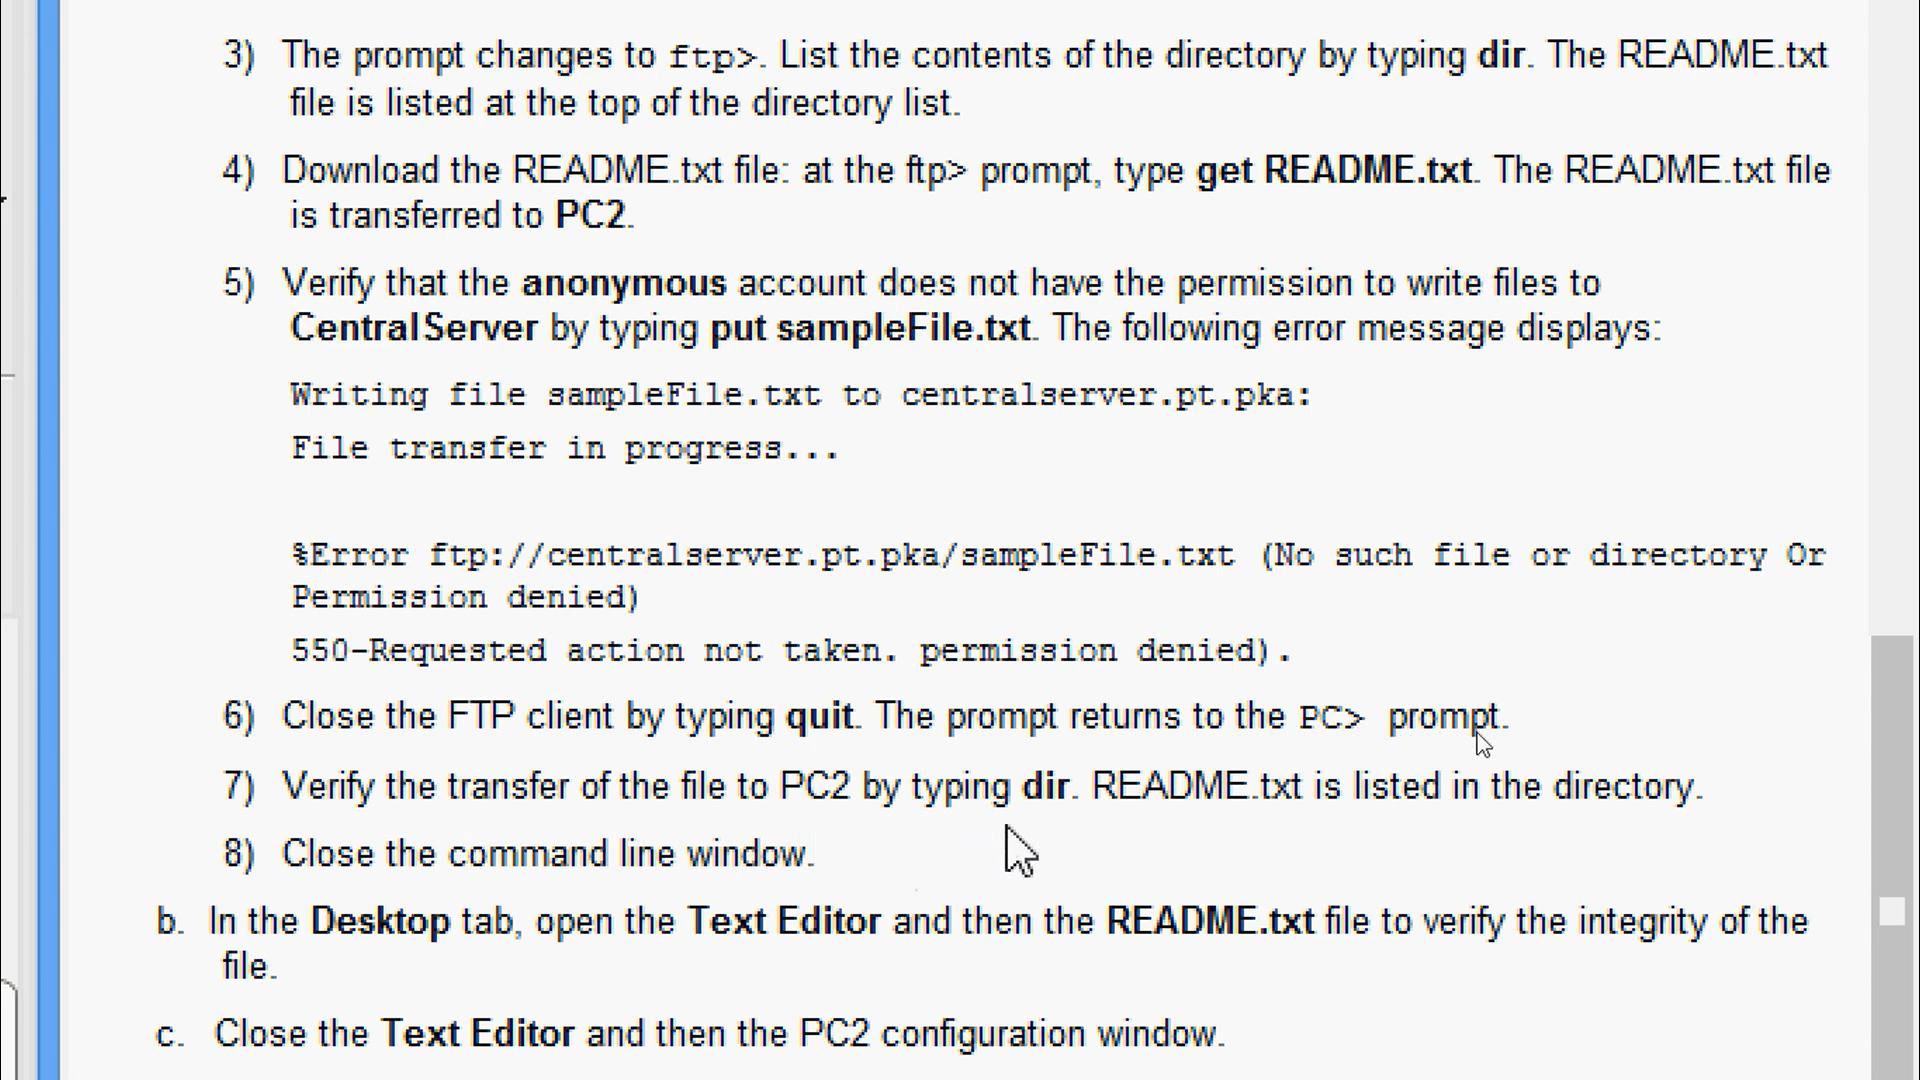 3) The prompt changes to ftp>. List the contents of the directory by typing dir. The README.txt
file is listed at the top of the directory list.
4) Download the README.txt file: at the ftp> prompt, type get README.txt. The README.txt file
is transferred to PC2.
5) Verify that the anonymous account does not have the permission to write files to
CentralServer by typing put sampleFile.txt. The following error message displays:
Writing file sampleFile.txt to centralserver.pt.pka:
File transfer in progress...
%Error ftp://centralserver.pt.pka/sampleFile.txt (No such file or directory Or
Permission denied)
550-Requested action not taken. permission denied).
6) Close the FTP client by typing quit. The prompt returns to the PC> prompt.
7) Verify the transfer of the file to PC2 by typing dir. README.txt is listed in the directory.
8) Close the command line window.
b. In the Desktop tab, open the Text Editor and then the README.txt file to verify the integrity of the
file.
c. Close the Text Editor and then the PC2 configuration window.